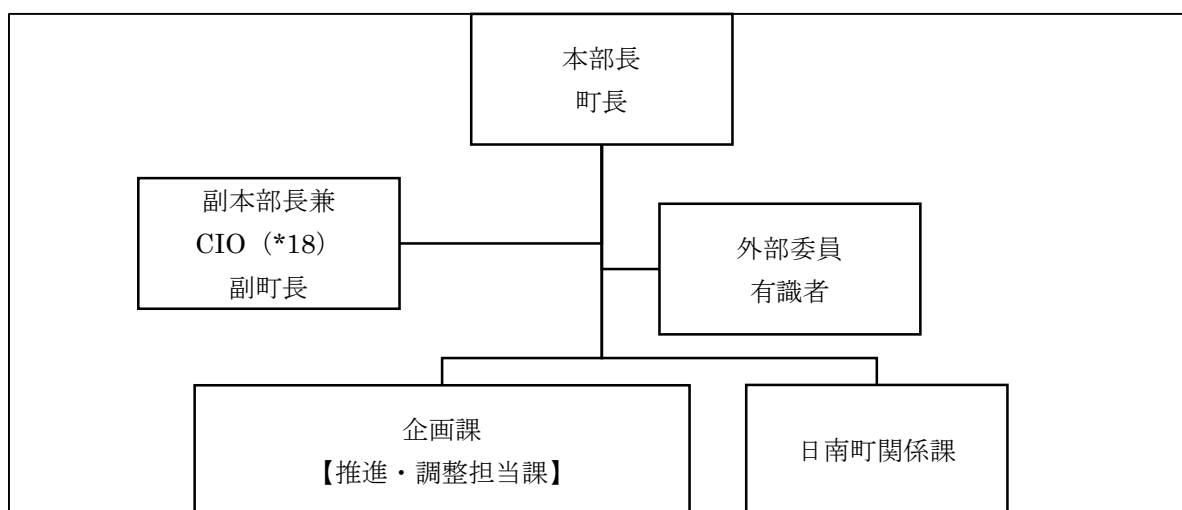 本部長
町長
副本部長兼
CIO（*18）
副町長
外部委員
有識者
企画課
【推進・調整担当課】
日南町関係課